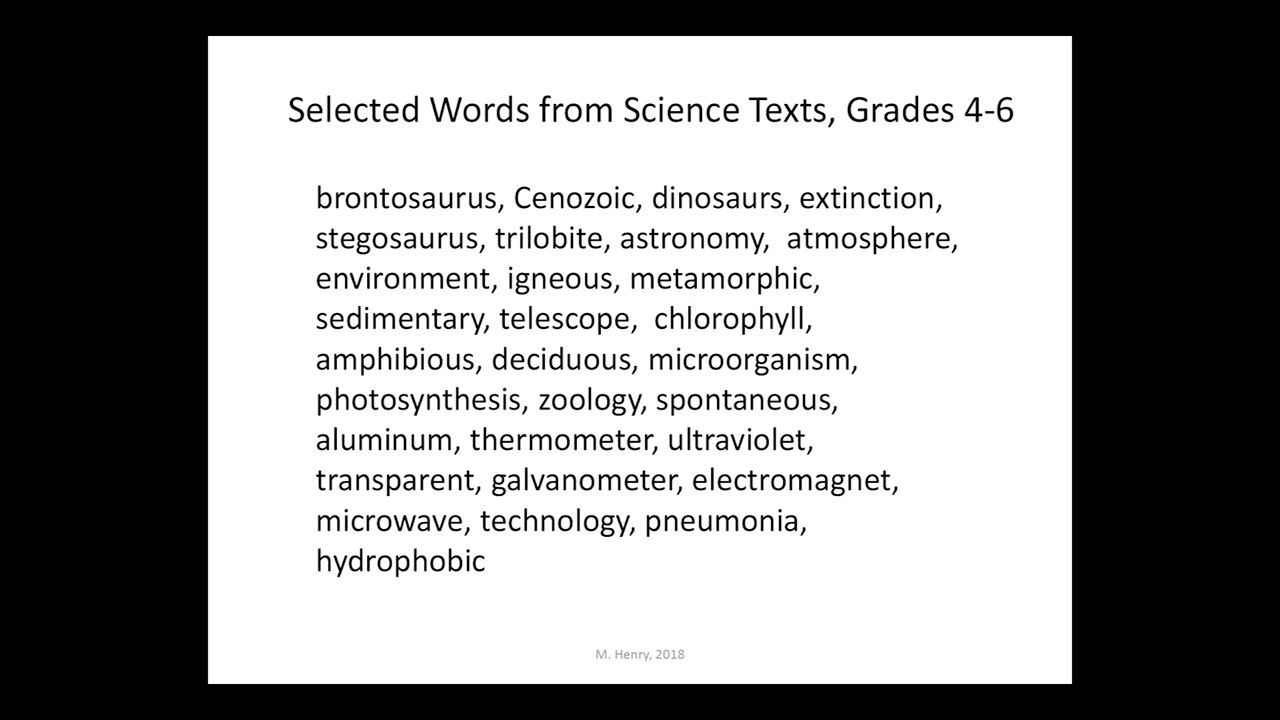 Selected Words from Science Texts, Grades 4-6
brontosaurus, Cenozoic, dinosaurs, extinction,
stegosaurus, trilobite, astronomy,  atmosphere,
environment, igneous, metamorphic,
sedimentary, telescope,  chlorophyll,
amphibious, deciduous, microorganism,
photosynthesis, zoology, spontaneous,
aluminum, thermometer, ultraviolet,
transparent, galvanometer, electromagnet,
microwave, technology, pneumonia,
hydrophobic
M. Henry, 2018